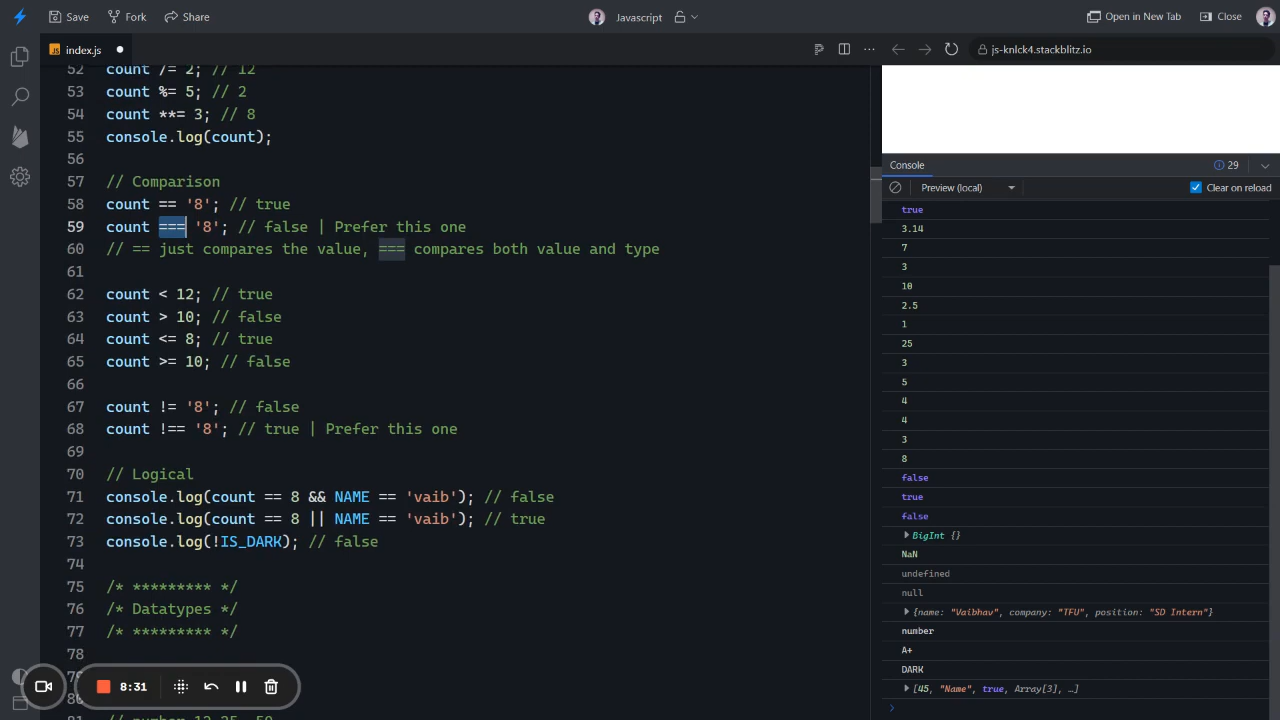 Save Fork Share Javascript Open in New Tab Close
JS index.js js-knlck4.stackblitz.io
52 count /= 2; // 12
53 count %= 5; // 2
54 count **= 3; // 8
55 console.log(count);
56
57 // Comparison
58 count == '8'; // true
59 count === '8'; // false | Prefer this one
60 // == just compares the value, === compares both value and type
61
62 count < 12; // true
63 count > 10; // false
64 count <= 8; // true
65 count >= 10; // false
66
67 count != '8'; // false
68 count !== '8'; // true | Prefer this one
69
70 // Logical
71 console.log(count == 8 && NAME == 'vaib'); // false
72 console.log(count == 8 || NAME == 'vaib'); // true
73 console.log(!IS_DARK); // false
74
75 /* ********* */
76 /* Datatypes */
77 /* ********* */
78
8:31
Console 29
Preview (local) Clear on reload
true
3.14
7
3
10
2.5
1
25
3
5
4
4
3
8
false
true
false
BigInt {}
NaN
undefined
null
{name: "Vaibhav", company: "TFU", position: "SD Intern"}
number
A+
DARK
[45, "Name", true, Array[3], …]